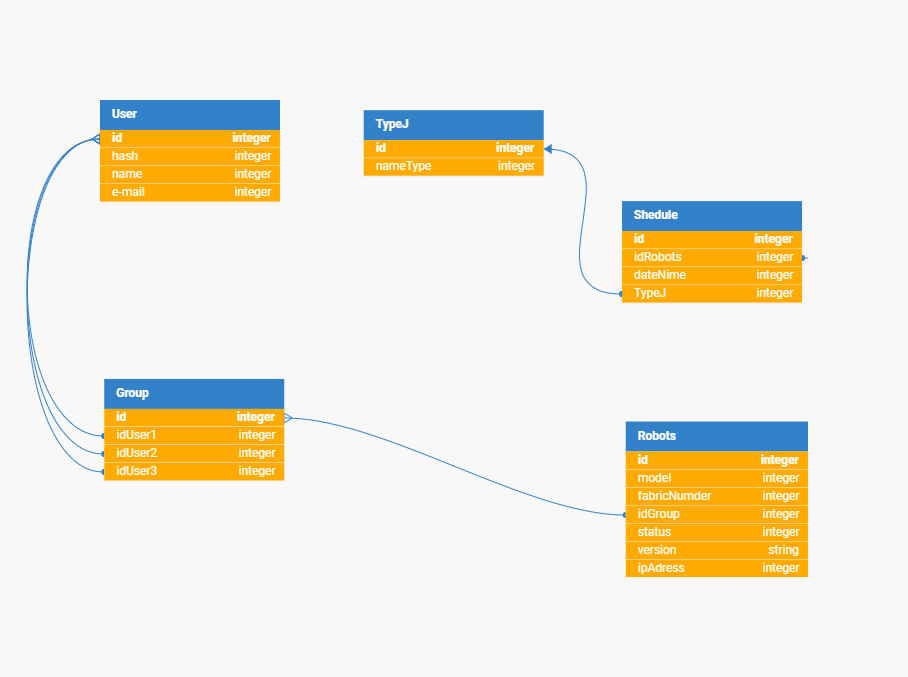 User
id integer
hash integer
name integer
e-mail integer
TypeJ
id integer
nameType integer
Shedule
id integer
idRobots integer
dateNime integer
TypeJ integer
Group
id integer
idUser1 integer
idUser2 integer
idUser3 integer
Robots
id integer
model integer
fabricNumder integer
idGroup integer
status integer
version string
ipAdress integer